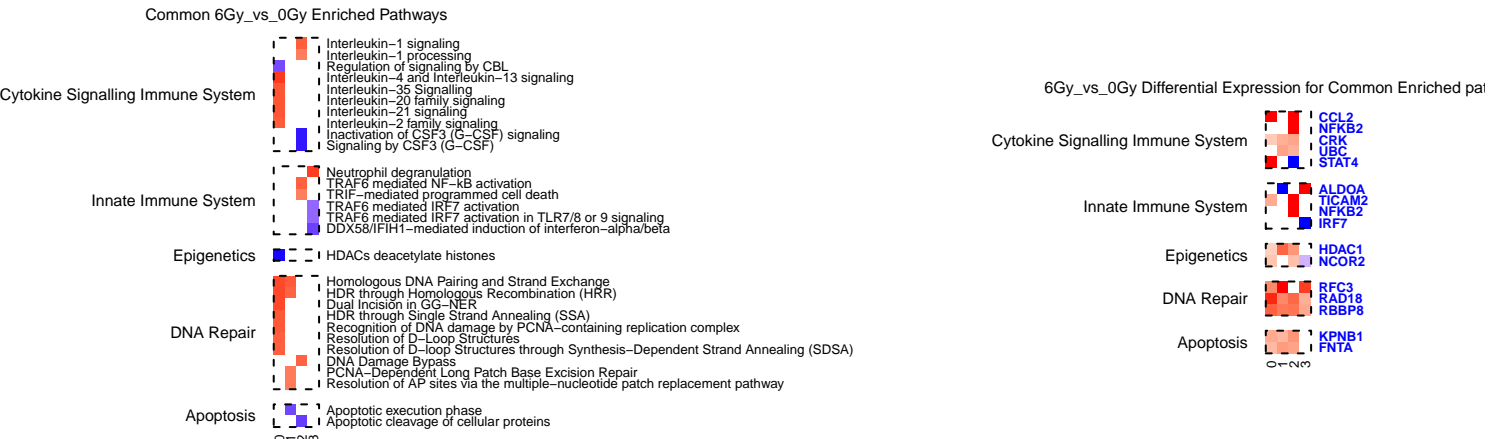 Common 6Gy_vs_0Gy Enriched Pathways
Cytokine Signalling Immune System
Interleukin−1 signaling
Interleukin−1 processing
Regulation of signaling by CBL
Interleukin−4 and Interleukin−13 signaling
Interleukin−35 Signalling
Interleukin−20 family signaling
Interleukin−21 signaling
Interleukin−2 family signaling
Inactivation of CSF3 (G−CSF) signaling
Signaling by CSF3 (G−CSF)
Innate Immune System
Neutrophil degranulation
TRAF6 mediated NF−kB activation
TRIF−mediated programmed cell death
TRAF6 mediated IRF7 activation
TRAF6 mediated IRF7 activation in TLR7/8 or 9 signaling
DDX58/IFIH1−mediated induction of interferon−alpha/beta
Epigenetics
HDACs deacetylate histones
DNA Repair
Homologous DNA Pairing and Strand Exchange
HDR through Homologous Recombination (HRR)
Dual Incision in GG−NER
HDR through Single Strand Annealing (SSA)
Recognition of DNA damage by PCNA−containing replication complex
Resolution of D−Loop Structures
Resolution of D−loop Structures through Synthesis−Dependent Strand Annealing (SDSA)
DNA Damage Bypass
PCNA−Dependent Long Patch Base Excision Repair
Resolution of AP sites via the multiple−nucleotide patch replacement pathway
Apoptosis
Apoptotic execution phase
Apoptotic cleavage of cellular proteins
6Gy_vs_0Gy Differential Expression for Common Enriched pat
Cytokine Signalling Immune System
CCL2
NFKB2
CRK
UBC
STAT4
Innate Immune System
ALDOA
TICAM2
NFKB2
IRF7
Epigenetics
HDAC1
NCOR2
DNA Repair
RFC3
RAD18
RBBP8
Apoptosis
KPNB1
FNTA
0 1 2 3